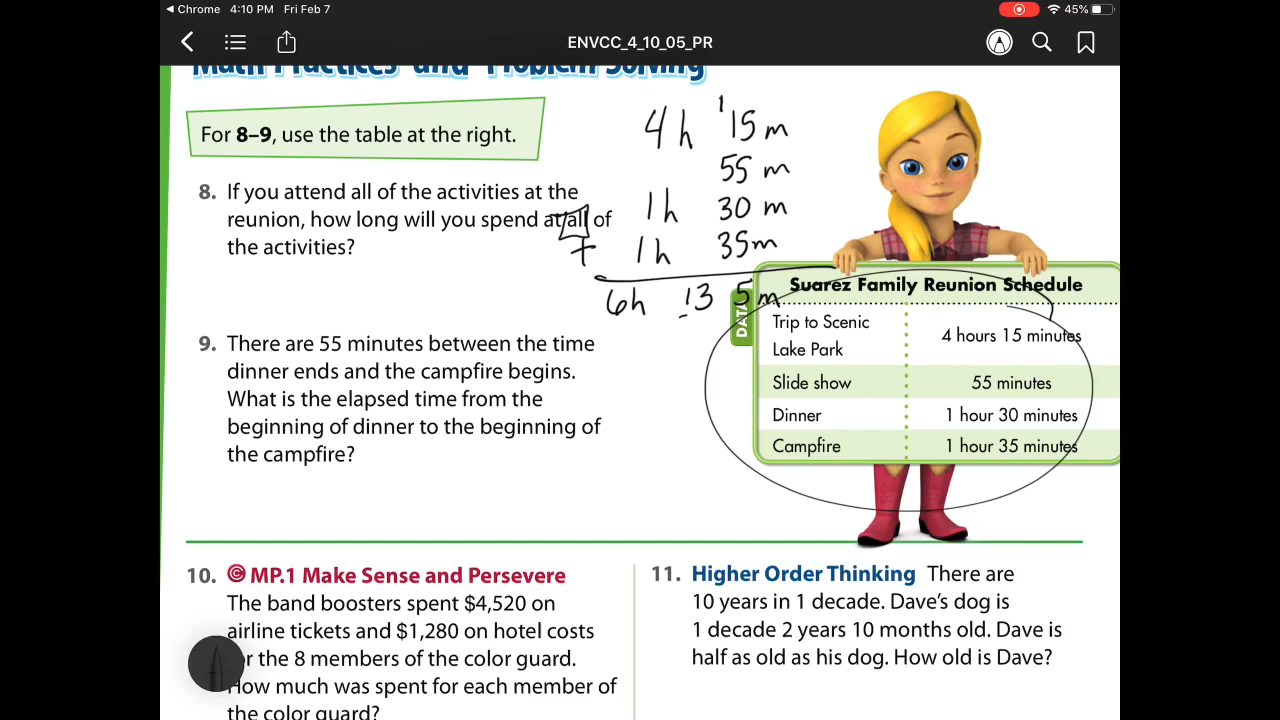 Chrome 4:10 PM Fri Feb 7 45%
ENVCC_4_10_05_PR
Math Practices and Problem Solving
For 8–9, use the table at the right.
8. If you attend all of the activities at the
reunion, how long will you spend at all of
the activities?
4 h 15 m
55 m
1 h 30 m
+ 1 h 35 m
6h 13 5 m
9. There are 55 minutes between the time
dinner ends and the campfire begins.
What is the elapsed time from the
beginning of dinner to the beginning of
the campfire?
DATA
Suarez Family Reunion Schedule
Trip to Scenic
Lake Park
4 hours 15 minutes
Slide show 55 minutes
Dinner 1 hour 30 minutes
Campfire 1 hour 35 minutes
10. © MP.1 Make Sense and Persevere
The band boosters spent $4,520 on
airline tickets and $1,280 on hotel costs
for the 8 members of the color guard.
How much was spent for each member of
the color guard?
11. Higher Order Thinking There are
10 years in 1 decade. Dave's dog is
1 decade 2 years 10 months old. Dave is
half as old as his dog. How old is Dave?